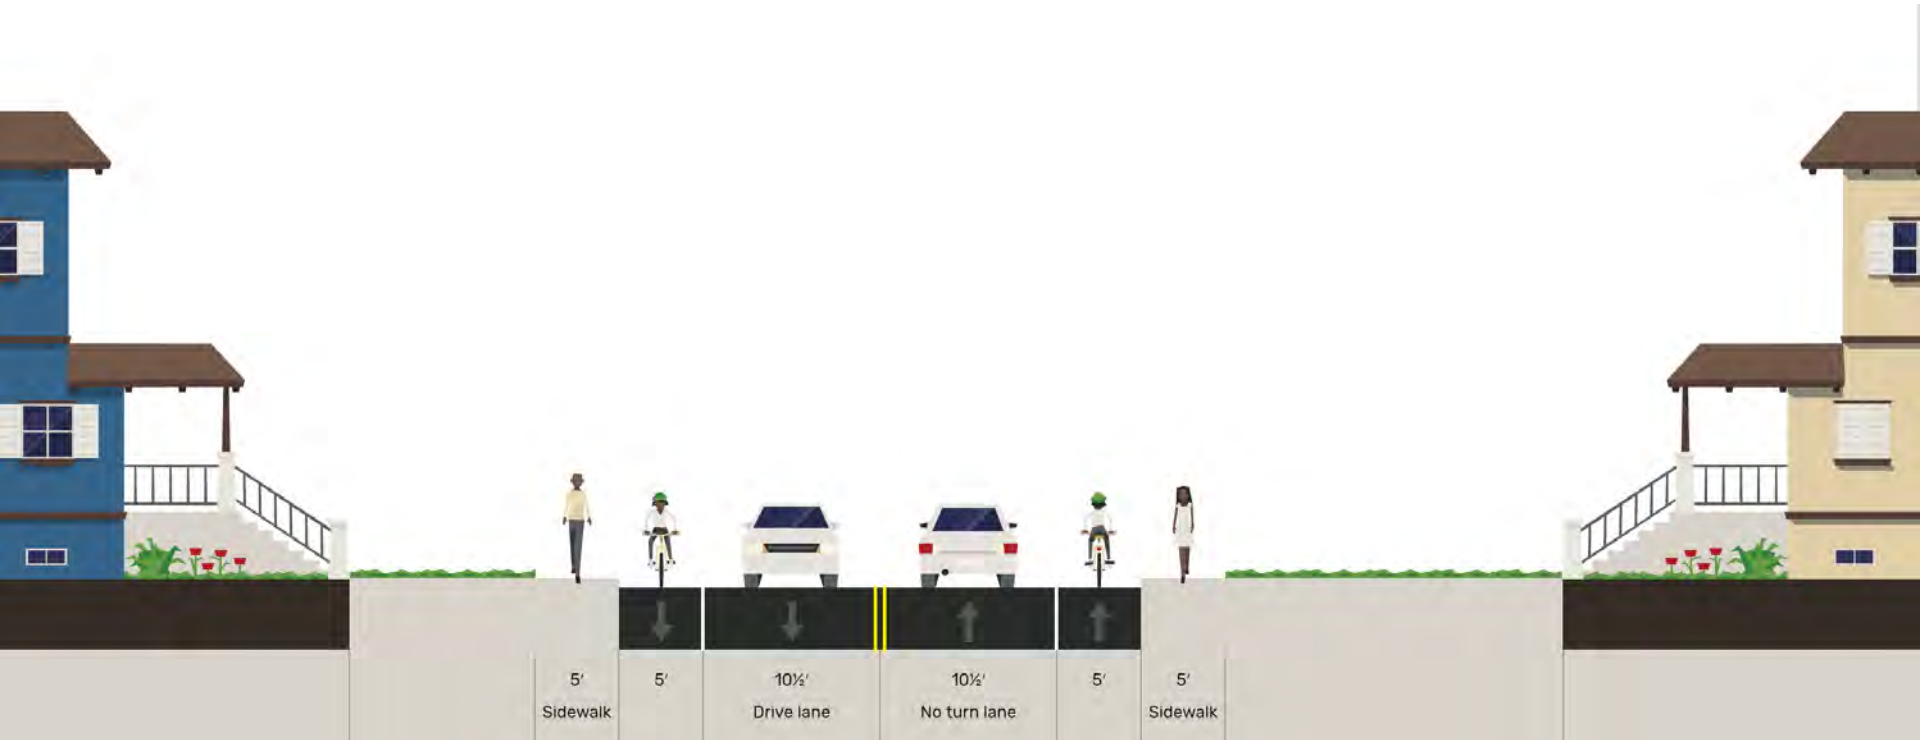 5' 5' 10½' 10½' 5' 5'
Sidewalk Drive lane No turn lane Sidewalk